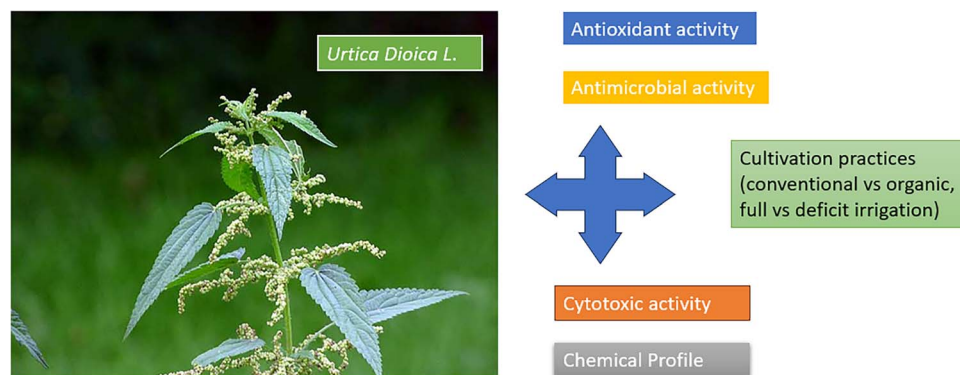 Urtica Dioica L.
Antioxidant activity
Antimicrobial activity
Cultivation practices
(conventional vs organic,
full vs deficit irrigation)
Cytotoxic activity
Chemical Profile